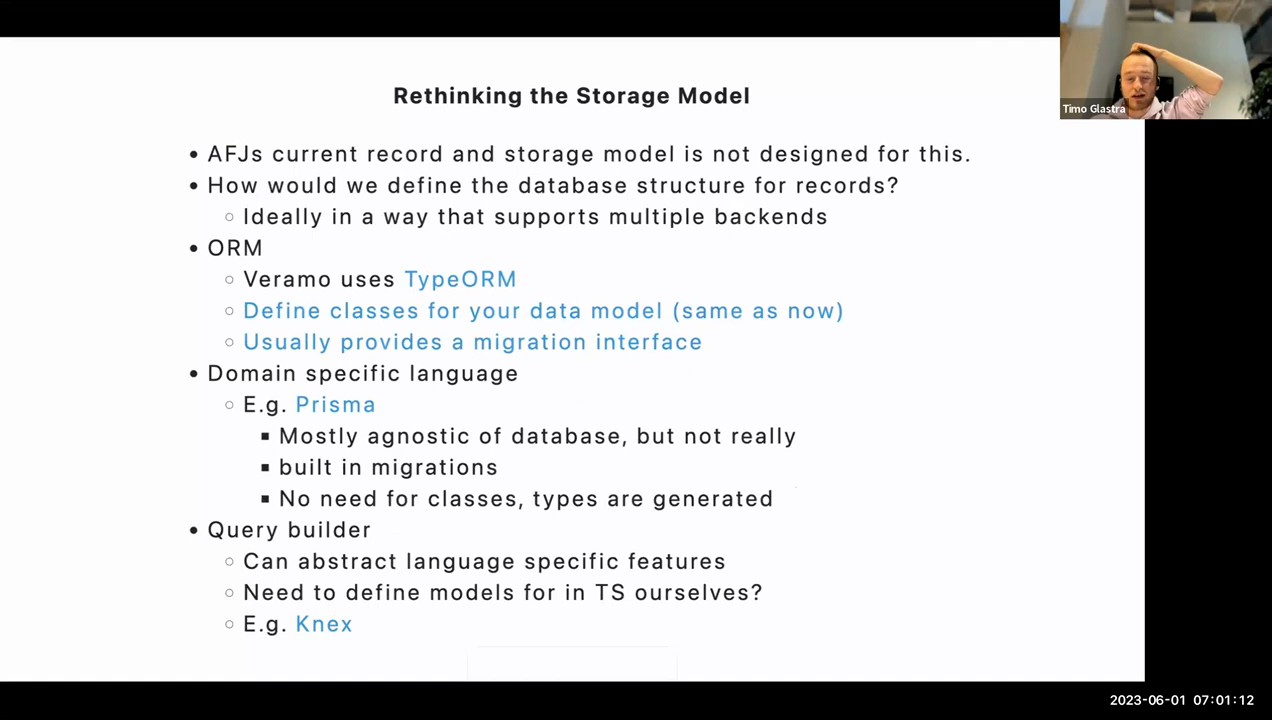 Rethinking the Storage Model
Timo Glastra
• AFJs current record and storage model is not designed for this.
• How would we define the database structure for records?
○ Ideally in a way that supports multiple backends
• ORM
○ Veramo uses TypeORM
○ Define classes for your data model (same as now)
○ Usually provides a migration interface
• Domain specific language
○ E.g. Prisma
▪ Mostly agnostic of database, but not really
▪ built in migrations
▪ No need for classes, types are generated
• Query builder
○ Can abstract language specific features
○ Need to define models for in TS ourselves?
○ E.g. Knex
2023-06-01 07:01:12